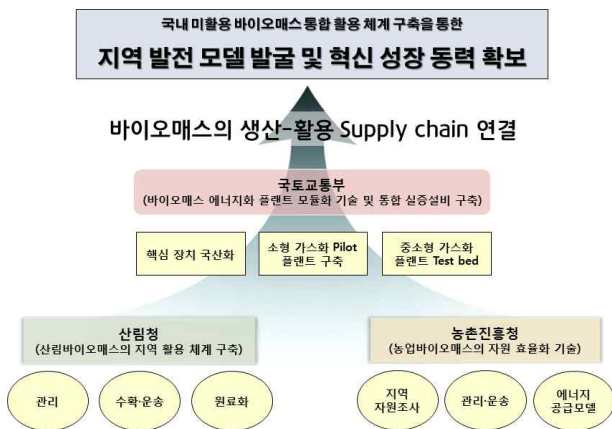 국내 미활용 바이오매스 통합 활용 체계 구축을 통한
지역 발전 모델 발굴 및 혁신 성장 동력 확보
바이오매스의 생산-활용 Supply chain 연결
국토교통부
(바이오매스 에너지화 플랜트 모듈화 기술 및 통합 실증설비 구축)
핵심 장치 국산화
소형 가스화 Pilot
플랜트 구축
중소형 가스화
플랜트 Test bed
산림청
(산림바이오매스의 지역 활용 체계 구축)
관리
수확·운송
원료화
농촌진흥청
(농업바이오매스의 자원 효율화 기술)
지역
자원조사
관리·운송
에너지
공급모델